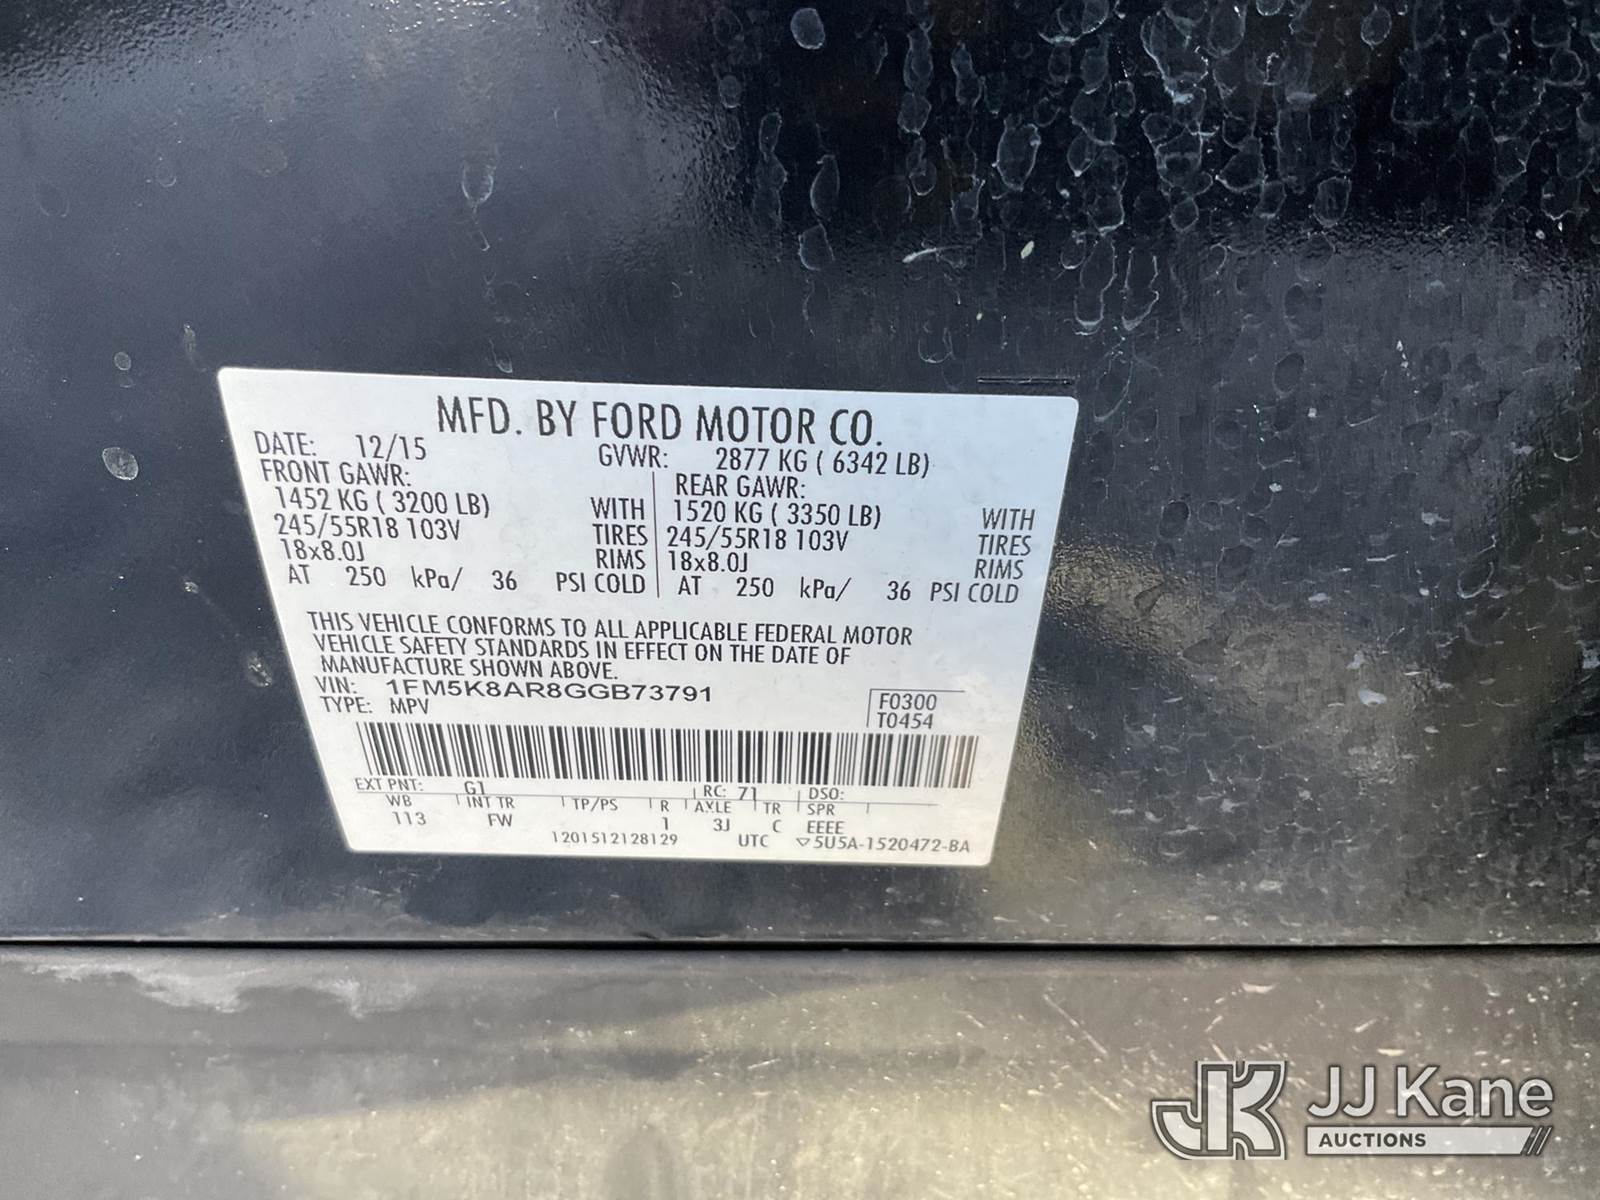 MFD. BY FORD MOTOR CO.
DATE: 12/15 GVWR: 2877 KG ( 6342 LB)
FRONT GAWR: REAR GAWR:
1452 KG ( 3200 LB) WITH 1520 KG ( 3350 LB) WITH
245/55R18 103V TIRES 245/55R18 103V TIRES
18x8.0J RIMS 18x8.0J RIMS
AT 250 kPa/ 36 PSI COLD AT 250 kPa/ 36 PSI COLD
THIS VEHICLE CONFORMS TO ALL APPLICABLE FEDERAL MOTOR
VEHICLE SAFETY STANDARDS IN EFFECT ON THE DATE OF
MANUFACTURE SHOWN ABOVE.
VIN: 1FM5K8AR8GGB73791 F0300
TYPE: MPV T0454
EXT PNT: G1 RC: 71 DSO:
WB INT TR TP/PS R AXLE TR SPR
113 FW 1 3J C EEEE
1201512128129 UTC ▽5U5A-1520472-BA
JK JJ Kane
AUCTIONS